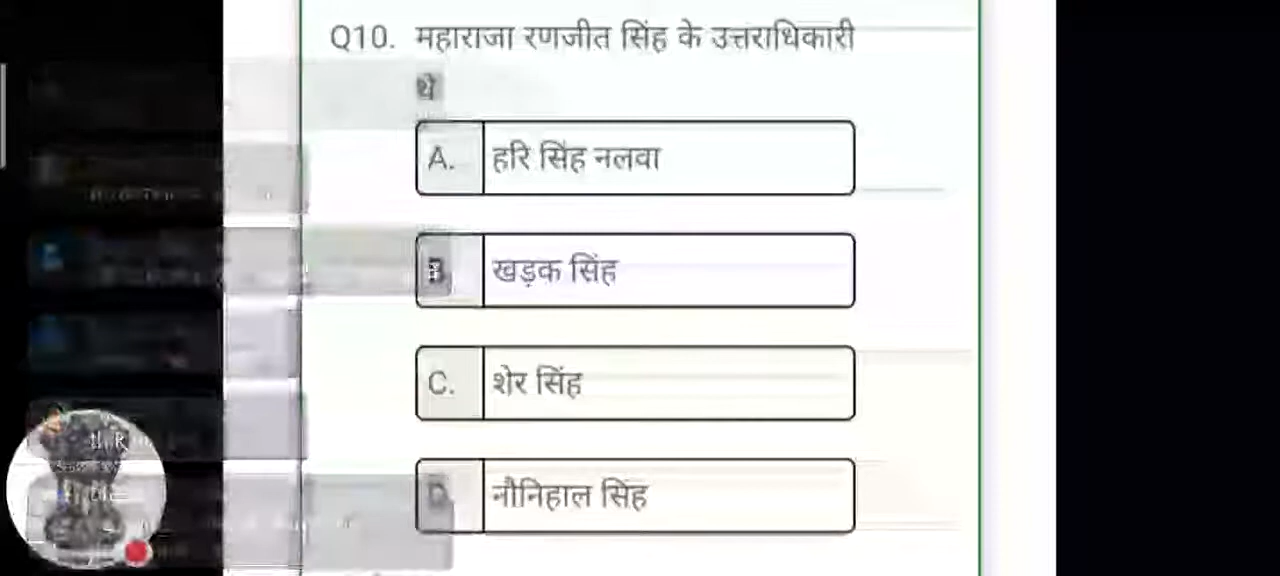 Q10. महाराजा रणजीत सिंह के उत्तराधिकारी
थे
A. हरि सिंह नलवा
B. खड़क सिंह
C. शेर सिंह
D. नौनिहाल सिंह